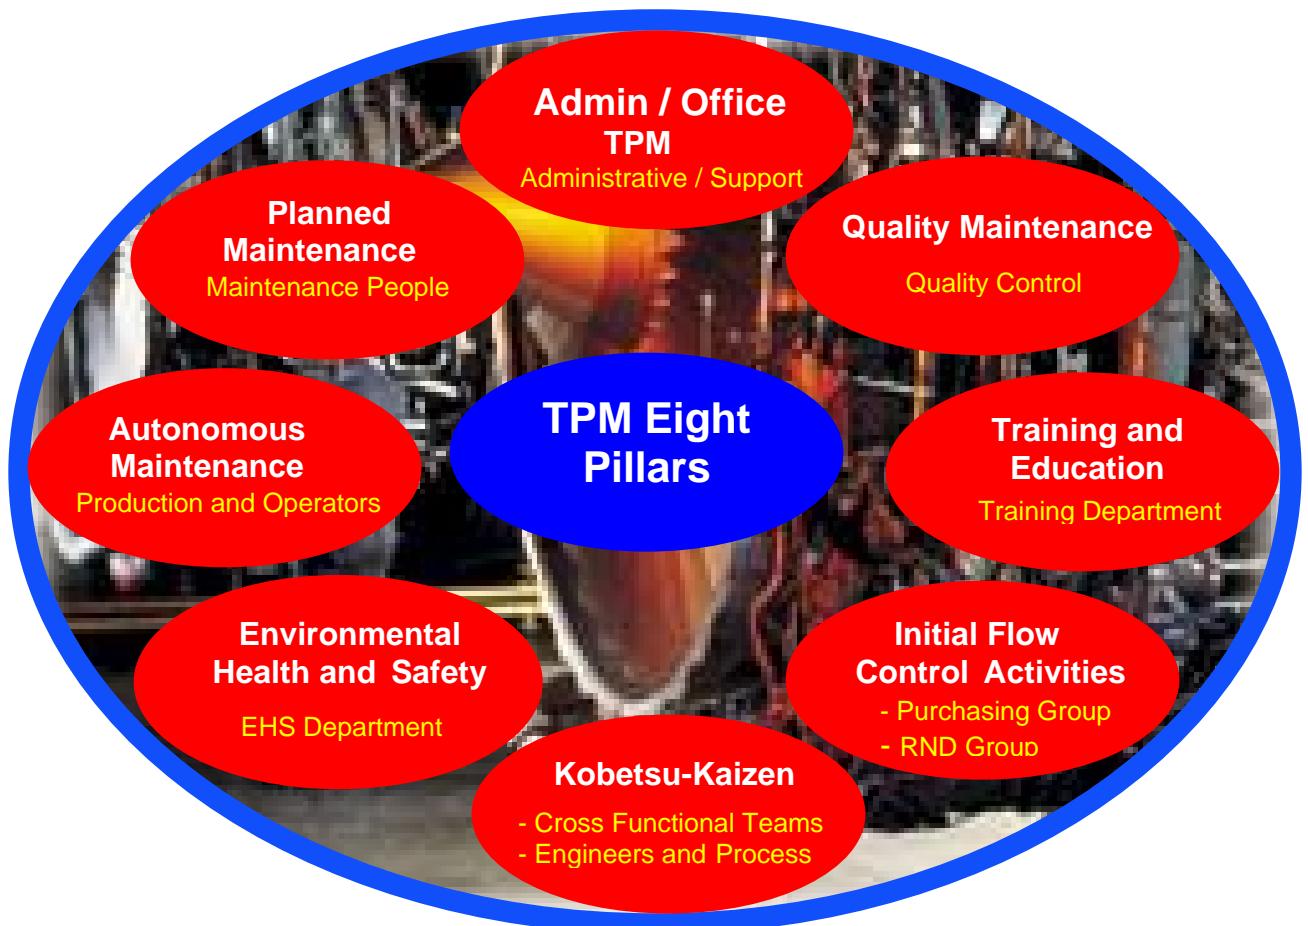 Admin / Office
TPM
Administrative / Support
Planned
Maintenance
Maintenance People
Quality Maintenance
Quality Control
TPM Eight
Pillars
Autonomous
Maintenance
Production and Operators
Training and
Education
Training Department
Environmental
Health and Safety
EHS Department
Initial Flow
Control Activities
- Purchasing Group
- RND Group
Kobetsu-Kaizen
- Cross Functional Teams
- Engineers and Process